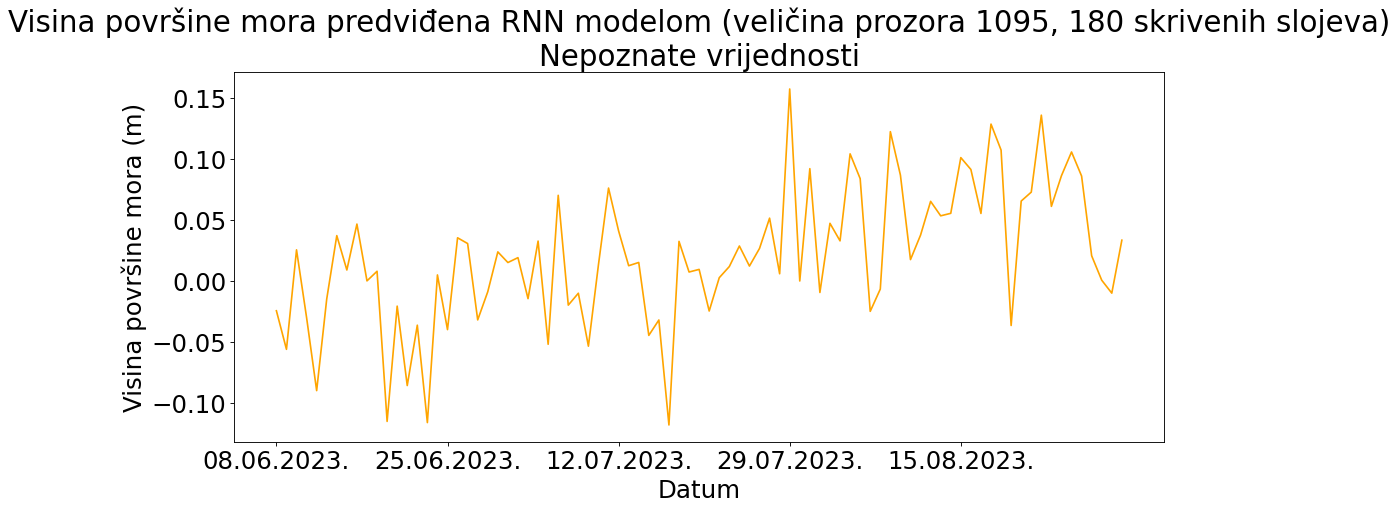 Visina površine mora predviđena RNN modelom (veličina prozora 1095, 180 skrivenih slojeva)
Nepoznate vrijednosti
Visina površine mora (m)
0.15
0.10
0.05
0.00
−0.05
−0.10
08.06.2023. 25.06.2023. 12.07.2023. 29.07.2023. 15.08.2023.
Datum